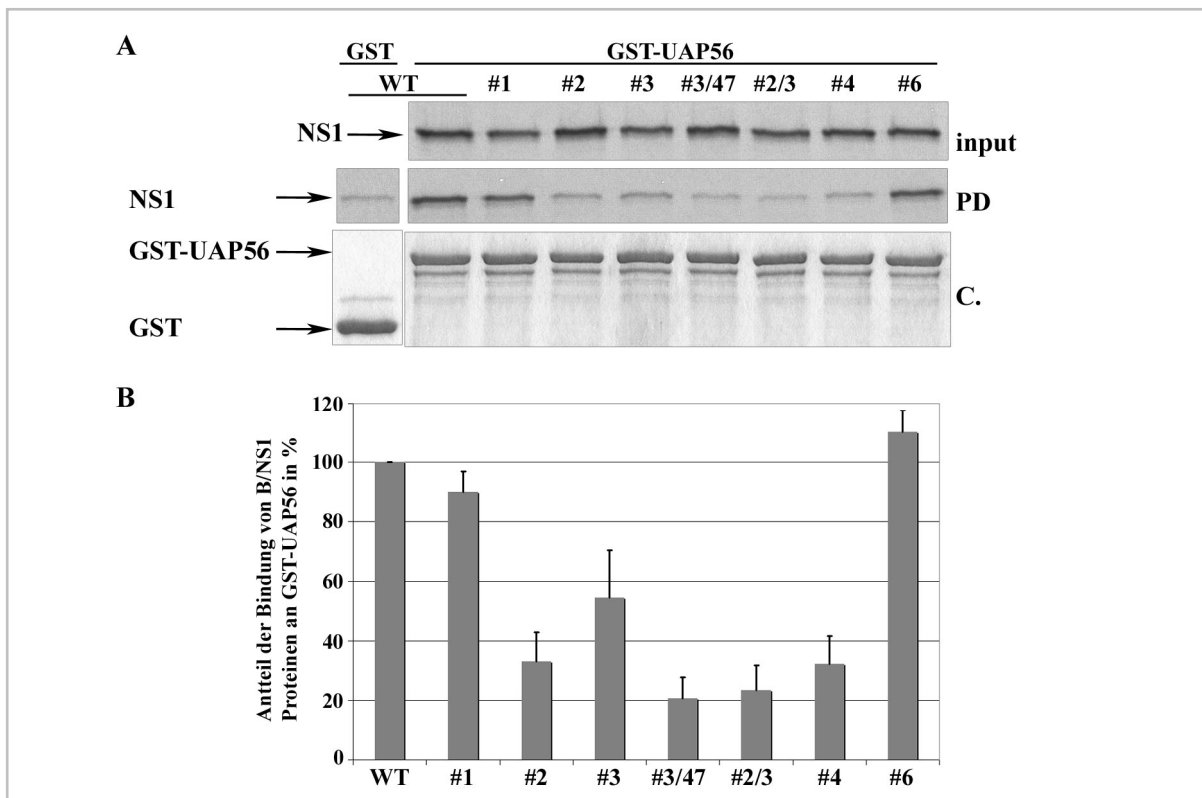 A
GST GST-UAP56
WT #1 #2 #3 #3/47 #2/3 #4 #6
NS1 input
NS1 PD
GST-UAP56
C.
GST
B
Antteil der Bindung von B/NS1
Proteinen an GST-UAP56 in %
120
100
80
60
40
20
0
WT #1 #2 #3 #3/47 #2/3 #4 #6